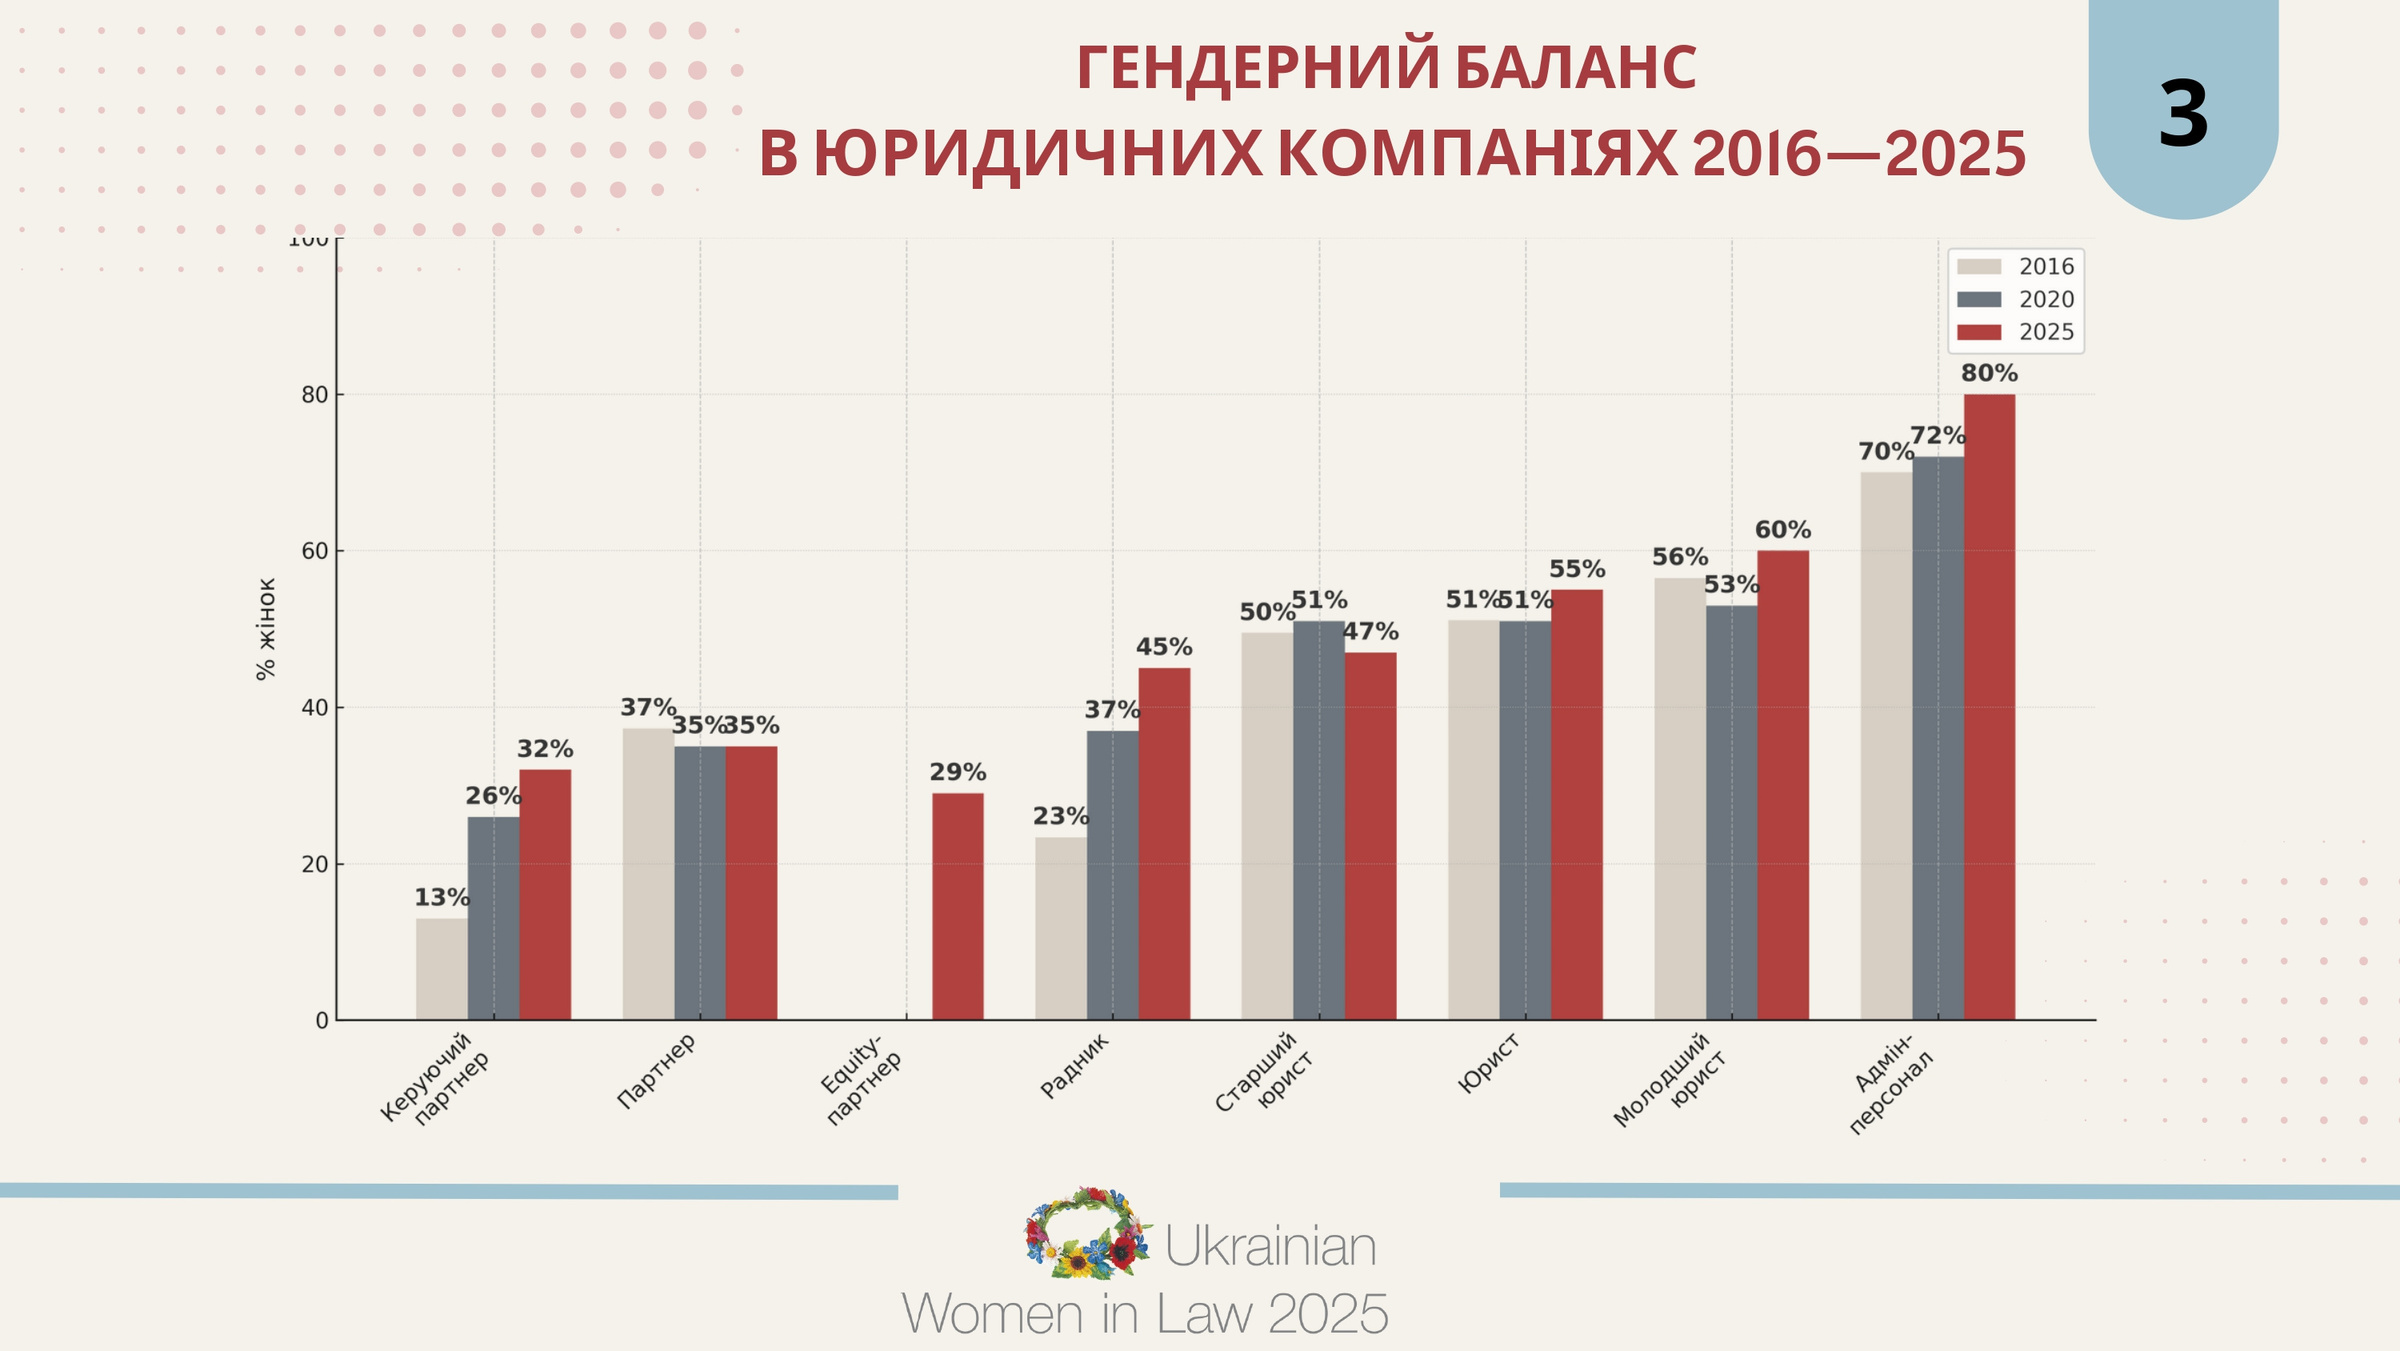 ГЕНДЕРНИЙ БАЛАНС
В ЮРИДИЧНИХ КОМПАНІЯХ 2016—2025
3
100
80
60
40
20
0
% жінок
2016
2020
2025
13%
26%
32%
37%
35%
35%
29%
23%
37%
45%
50%
51%
47%
51%
51%
55%
56%
53%
60%
70%
72%
80%
Керуючий
партнер
Партнер
Equity-
партнер
Радник
Старший
юрист
Юрист
Молодший
юрист
Адмін-
персонал
Ukrainian
Women in Law 2025